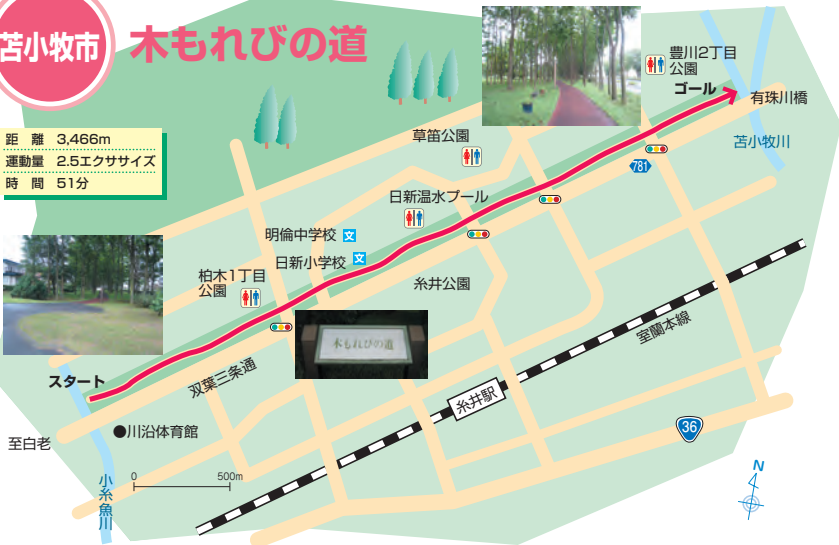 苫小牧市
木もれびの道
距 離 3,466m
運動量 2.5エクササイズ
時 間 51分
豊川2丁目
公園
ゴール
有珠川橋
苫小牧川
草笛公園
781
日新温水プール
明倫中学校 文
日新小学校 文
柏木1丁目
公園
糸井公園
木もれびの道
室蘭本線
双葉三条通
スタート
糸井駅
36
●川沿体育館
至白老
小糸魚川
0 500m
N